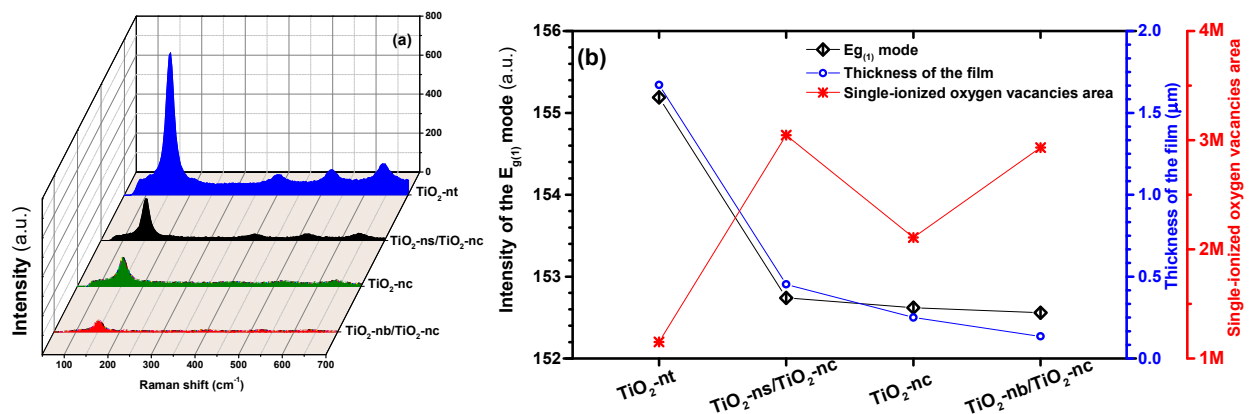 (a)
800
600
400
200
0
TiO₂-nt
TiO₂-ns/TiO₂-nc
TiO₂-nc
TiO₂-nb/TiO₂-nc
Intensity (a.u.)
100 200 300 400 500 600 700
Raman shift (cm⁻¹)
(b)
Eg₍₁₎ mode
Thickness of the film
Single-ionized oxygen vacancies area
Intensity of the E_g(1) mode (a.u.)
156
155
154
153
152
TiO₂-nt
TiO₂-ns/TiO₂-nc
TiO₂-nc
TiO₂-nb/TiO₂-nc
2.0
1.5
1.0
0.5
0.0
Thickness of the film (µm)
4M
3M
2M
1M
Single-ionized oxygen vacancies area